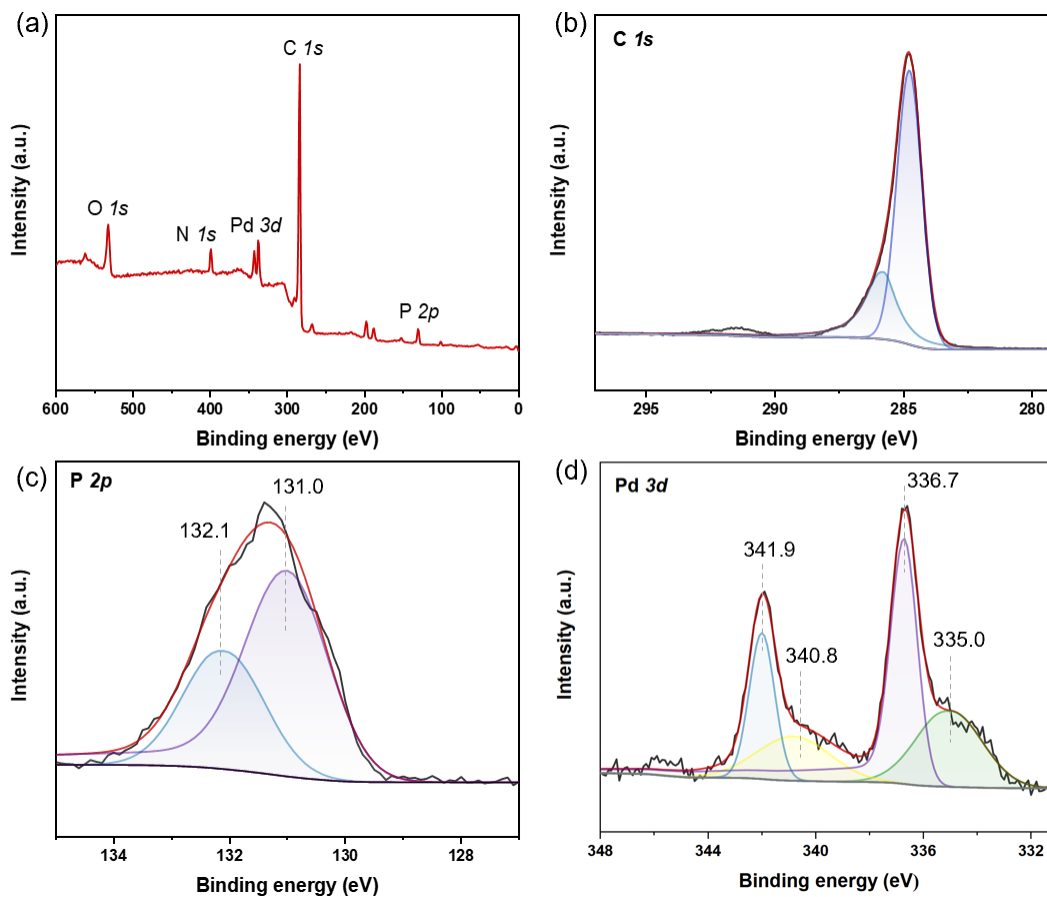 (a)
C 1s
O 1s
N 1s
Pd 3d
P 2p
Intensity (a.u.)
600 500 400 300 200 100 0
Binding energy (eV)
(b)
C 1s
Intensity (a.u.)
295 290 285 280
Binding energy (eV)
(c)
P 2p
131.0
132.1
Intensity (a.u.)
134 132 130 128
Binding energy (eV)
(d)
Pd 3d
336.7
341.9
340.8
335.0
Intensity (a.u.)
348 344 340 336 332
Binding energy (eV)